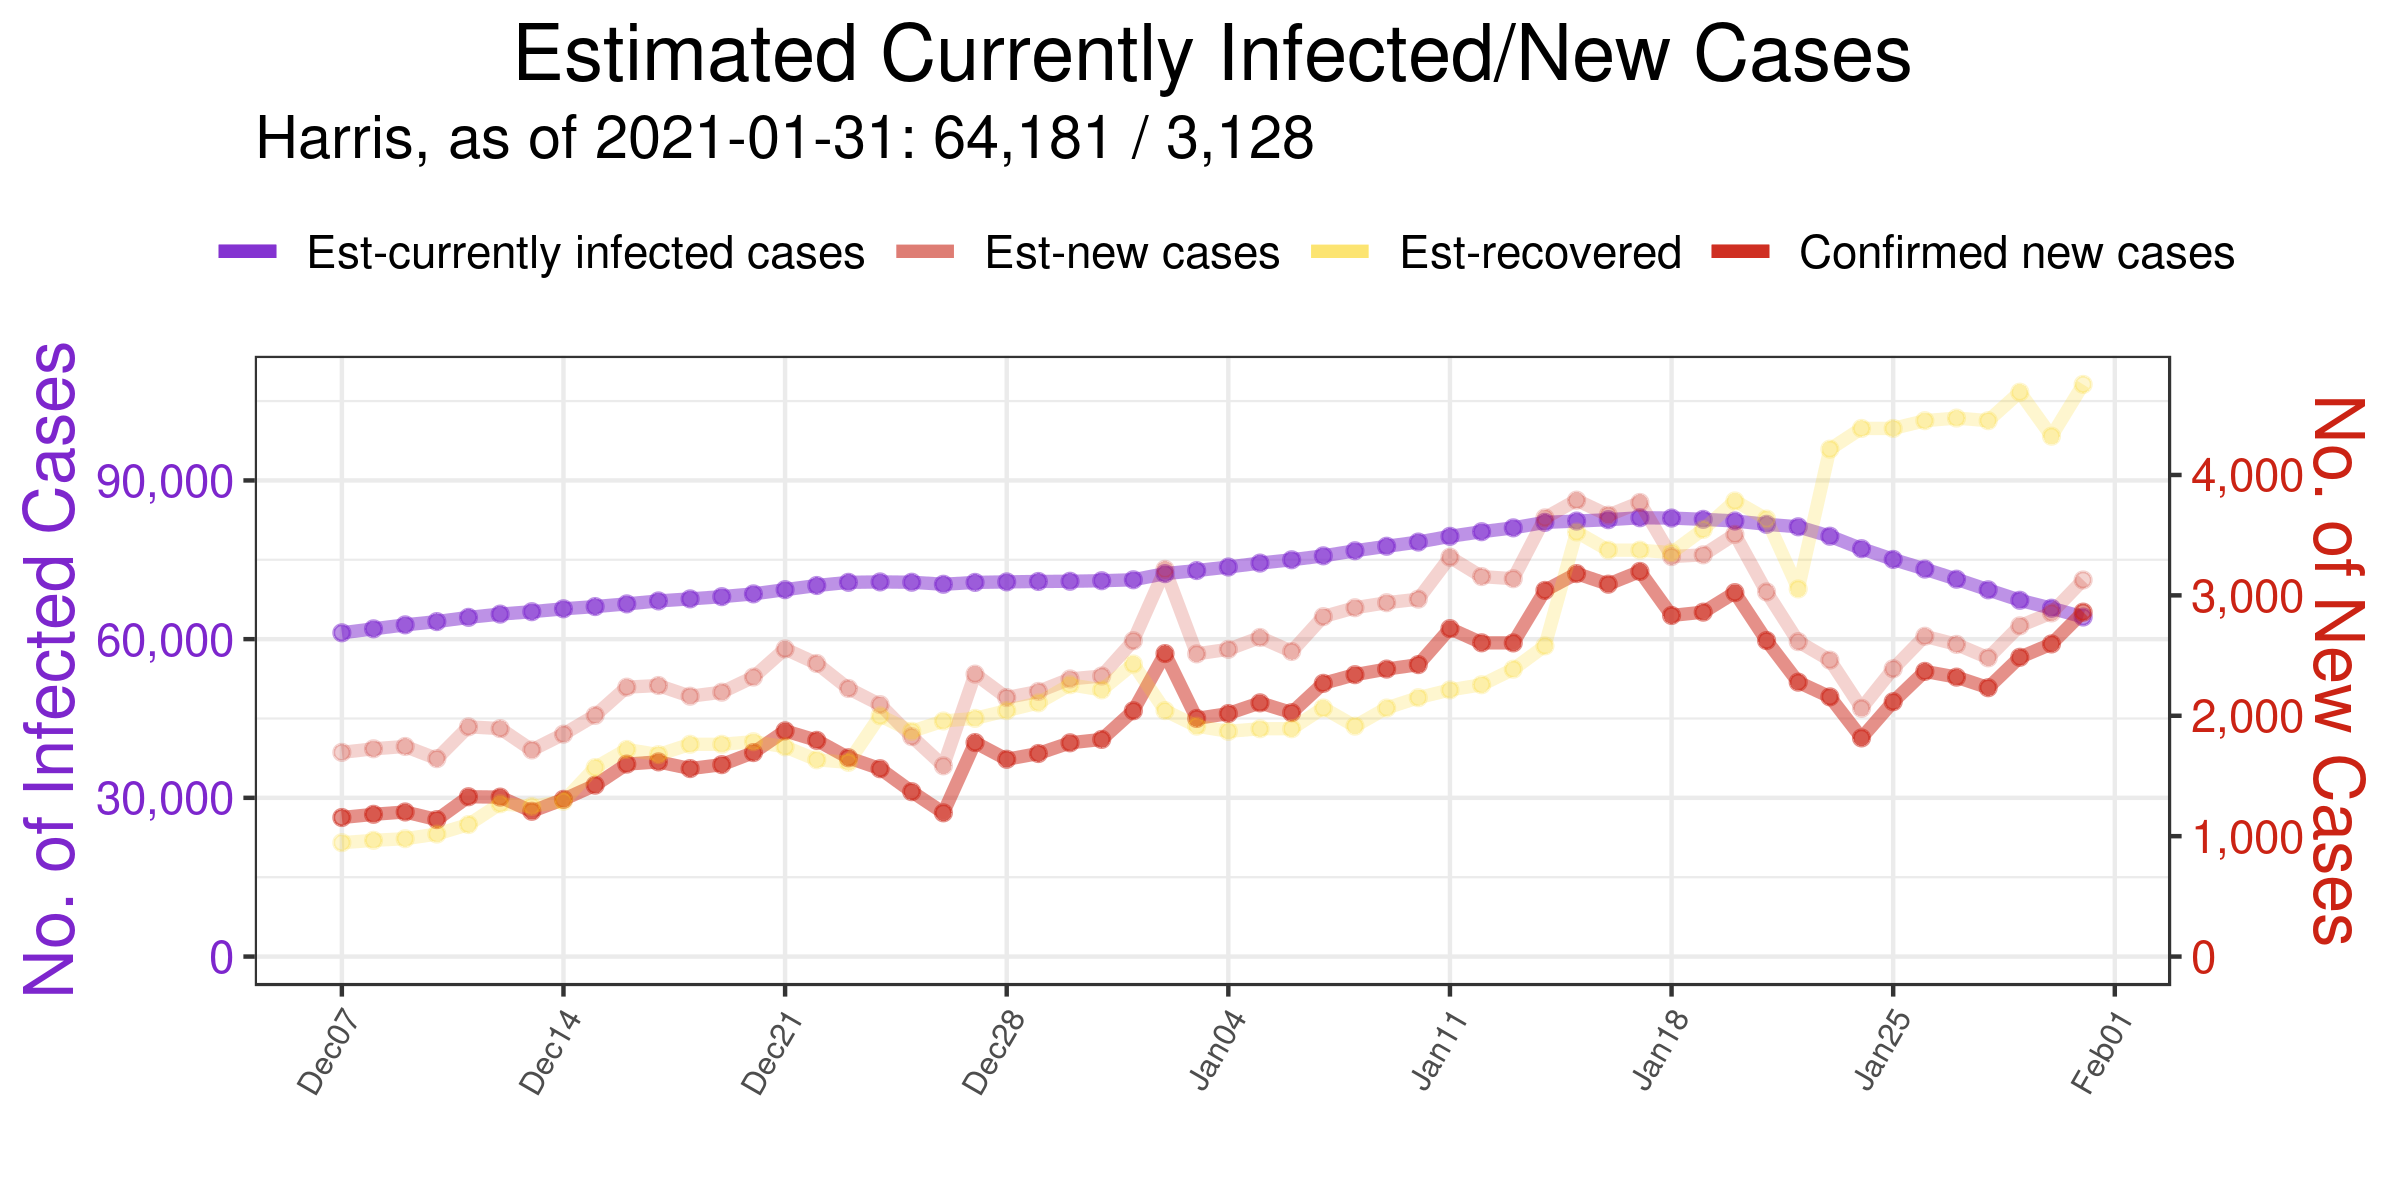 Estimated Currently Infected/New Cases
Harris, as of 2021-01-31: 64,181 / 3,128
Est-currently infected cases Est-new cases Est-recovered Confirmed new cases
No. of Infected Cases
90,000
60,000
30,000
0
4,000
3,000
2,000
1,000
0
No. of New Cases
Dec07 Dec14 Dec21 Dec28 Jan04 Jan11 Jan18 Jan25 Feb01